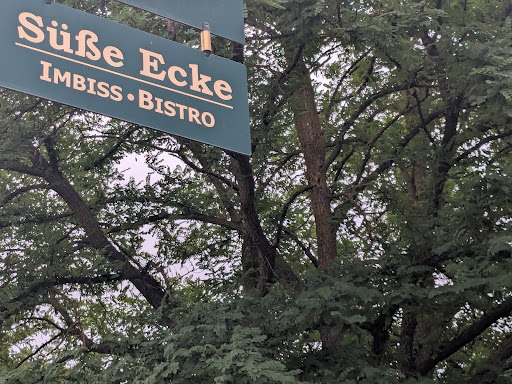 Süße Ecke
IMBISS • BISTRO